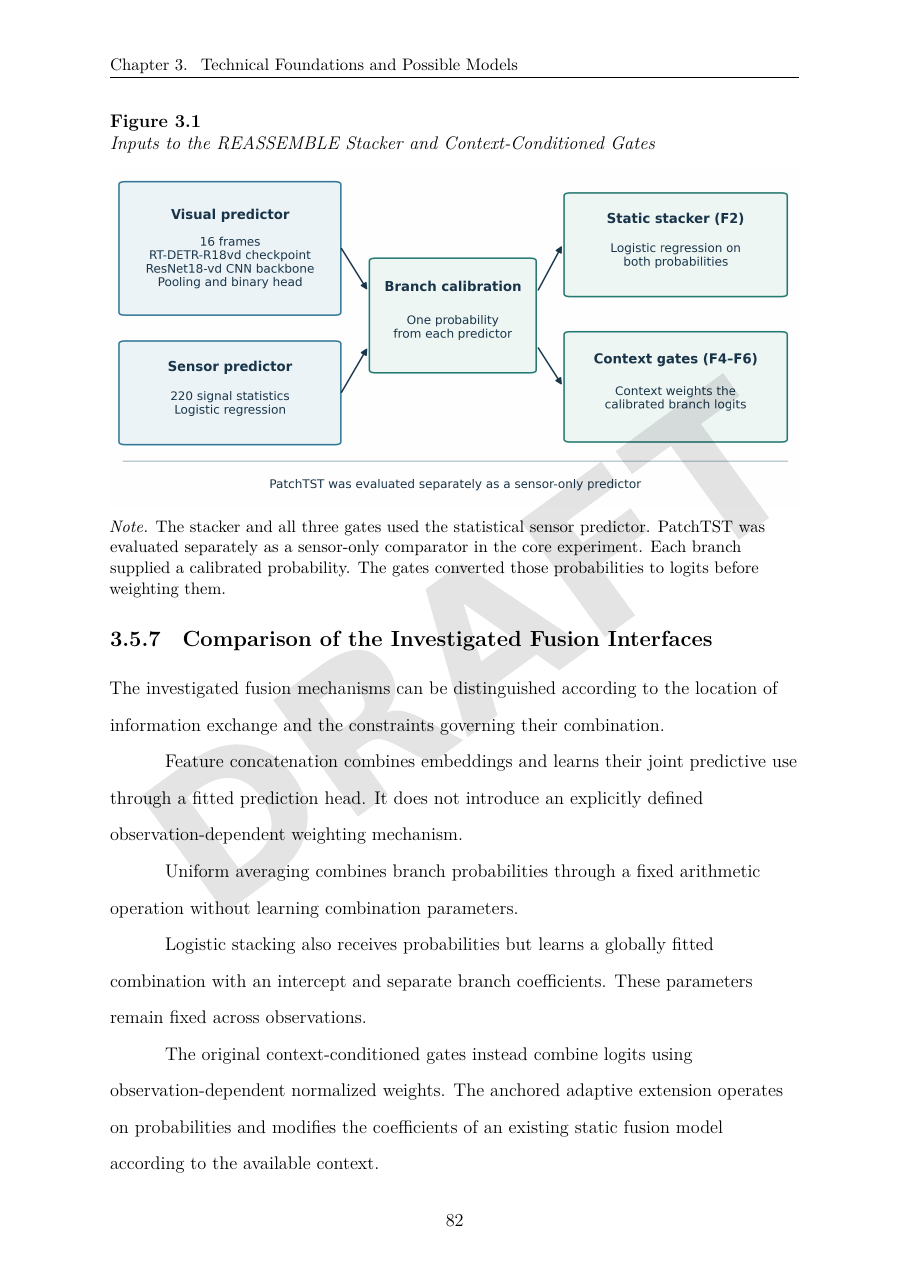 Chapter 3. Technical Foundations and Possible Models
Figure 3.1
Inputs to the REASSEMBLE Stacker and Context-Conditioned Gates
Visual predictor
16 frames
RT-DETR-R18vd checkpoint
ResNet18-vd CNN backbone
Pooling and binary head
Sensor predictor
220 signal statistics
Logistic regression
Branch calibration
One probability
from each predictor
Static stacker (F2)
Logistic regression on
both probabilities
Context gates (F4–F6)
Context weights the
calibrated branch logits
PatchTST was evaluated separately as a sensor-only predictor
Note. The stacker and all three gates used the statistical sensor predictor. PatchTST was
evaluated separately as a sensor-only comparator in the core experiment. Each branch
supplied a calibrated probability. The gates converted those probabilities to logits before
weighting them.
3.5.7 Comparison of the Investigated Fusion Interfaces
The investigated fusion mechanisms can be distinguished according to the location of
information exchange and the constraints governing their combination.
Feature concatenation combines embeddings and learns their joint predictive use
through a fitted prediction head. It does not introduce an explicitly defined
observation-dependent weighting mechanism.
Uniform averaging combines branch probabilities through a fixed arithmetic
operation without learning combination parameters.
Logistic stacking also receives probabilities but learns a globally fitted
combination with an intercept and separate branch coefficients. These parameters
remain fixed across observations.
The original context-conditioned gates instead combine logits using
observation-dependent normalized weights. The anchored adaptive extension operates
on probabilities and modifies the coefficients of an existing static fusion model
according to the available context.
82
DRAFT